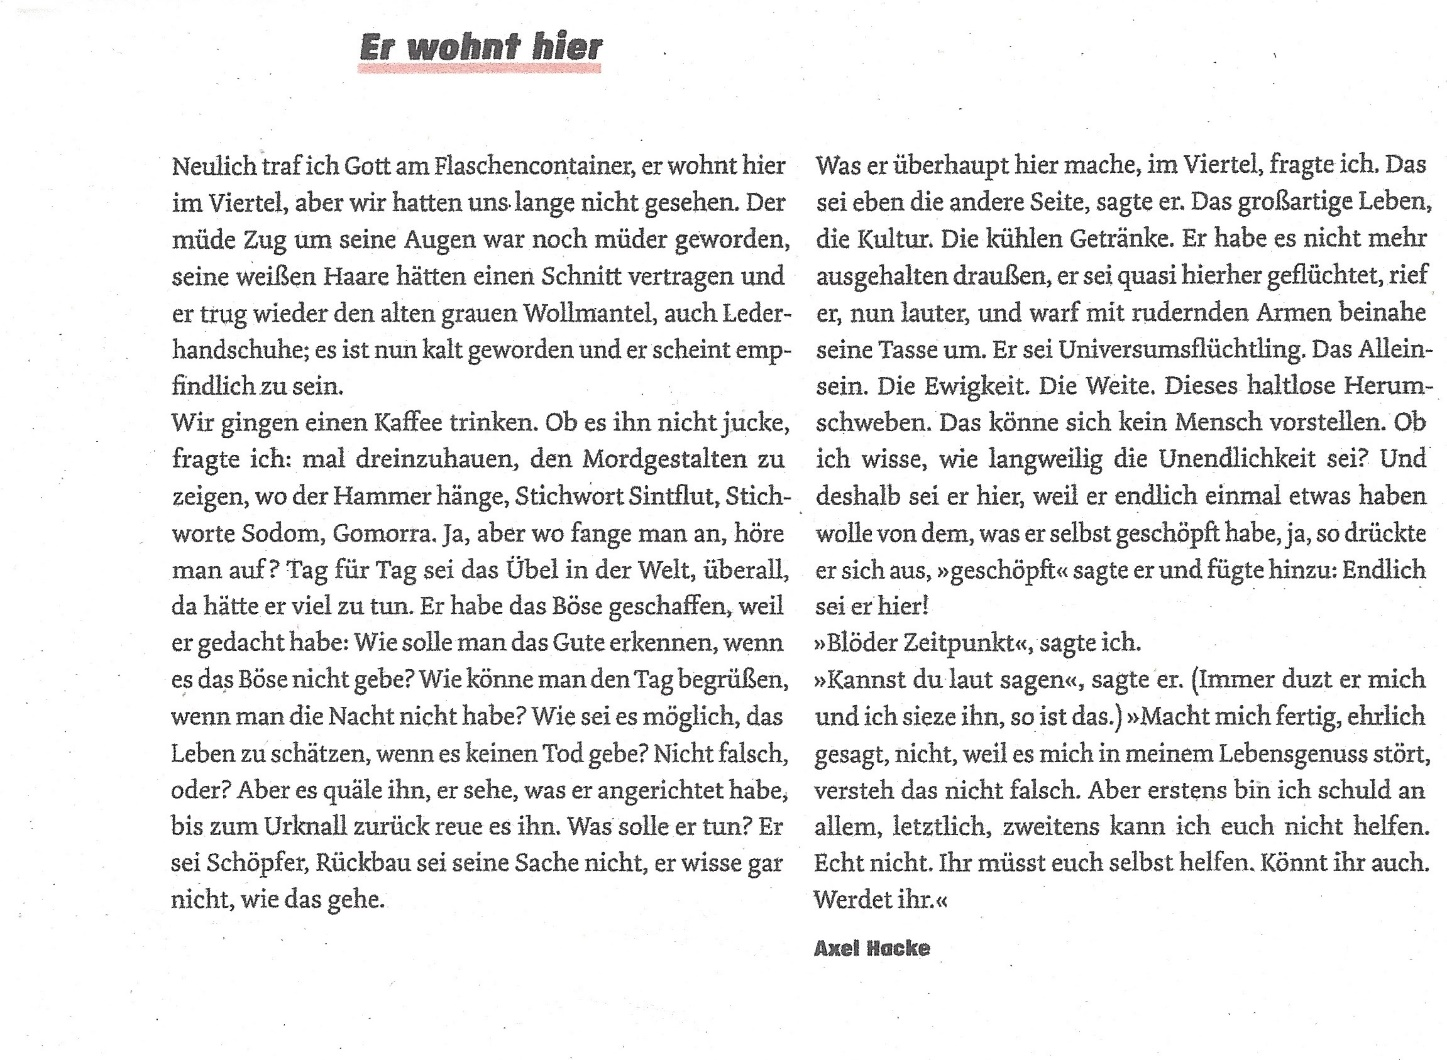 Er wohnt hier
Neulich traf ich Gott am Flaschencontainer, er wohnt hier
im Viertel, aber wir hatten uns lange nicht gesehen. Der
müde Zug um seine Augen war noch müder geworden,
seine weißen Haare hätten einen Schnitt vertragen und
er trug wieder den alten grauen Wollmantel, auch Leder-
handschuhe; es ist nun kalt geworden und er scheint emp-
findlich zu sein.
Wir gingen einen Kaffee trinken. Ob es ihn nicht jucke,
fragte ich: mal dreinzuhauen, den Mordgestalten zu
zeigen, wo der Hammer hänge, Stichwort Sintflut, Stich-
worte Sodom, Gomorra. Ja, aber wo fange man an, höre
man auf? Tag für Tag sei das Übel in der Welt, überall,
da hätte er viel zu tun. Er habe das Böse geschaffen, weil
er gedacht habe: Wie solle man das Gute erkennen, wenn
es das Böse nicht gebe? Wie könne man den Tag begrüßen,
wenn man die Nacht nicht habe? Wie sei es möglich, das
Leben zu schätzen, wenn es keinen Tod gebe? Nicht falsch,
oder? Aber es quäle ihn, er sehe, was er angerichtet habe,
bis zum Urknall zurück reue es ihn. Was solle er tun? Er
sei Schöpfer, Rückbau sei seine Sache nicht, er wisse gar
nicht, wie das gehe.
Was er überhaupt hier mache, im Viertel, fragte ich. Das
sei eben die andere Seite, sagte er. Das großartige Leben,
die Kultur. Die kühlen Getränke. Er habe es nicht mehr
ausgehalten draußen, er sei quasi hierher geflüchtet, rief
er, nun lauter, und warf mit rudernden Armen beinahe
seine Tasse um. Er sei Universumsflüchtling. Das Allein-
sein. Die Ewigkeit. Die Weite. Dieses haltlose Herum-
schweben. Das könne sich kein Mensch vorstellen. Ob
ich wisse, wie langweilig die Unendlichkeit sei? Und
deshalb sei er hier, weil er endlich einmal etwas haben
wolle von dem, was er selbst geschöpft habe, ja, so drückte
er sich aus, »geschöpft« sagte er und fügte hinzu: Endlich
sei er hier!
»Blöder Zeitpunkt«, sagte ich.
»Kannst du laut sagen«, sagte er. (Immer duzt er mich
und ich sieze ihn, so ist das.) »Macht mich fertig, ehrlich
gesagt, nicht, weil es mich in meinem Lebensgenuss stört,
versteh das nicht falsch. Aber erstens bin ich schuld an
allem, letztlich, zweitens kann ich euch nicht helfen.
Echt nicht. Ihr müsst euch selbst helfen. Könnt ihr auch.
Werdet ihr.«
Axel Hacke